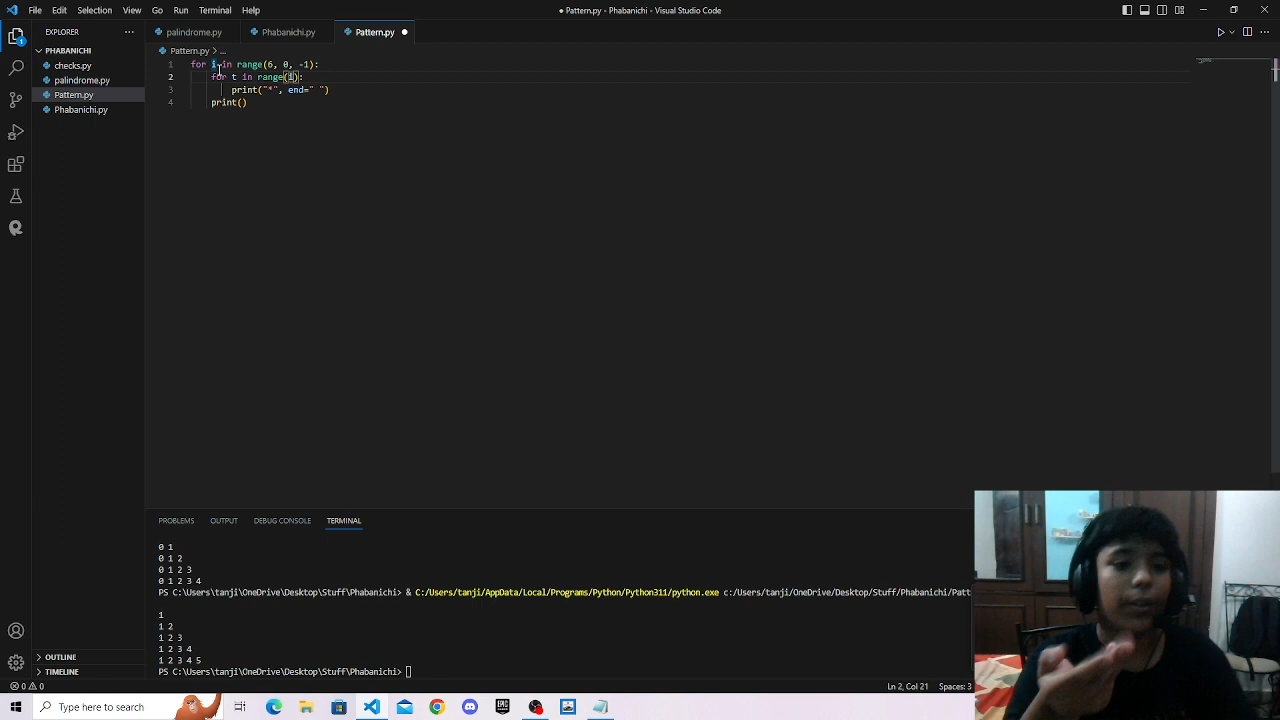 File Edit Selection View Go Run Terminal Help
● Pattern.py - Phabanichi - Visual Studio Code
EXPLORER
palindrome.py
Phabanichi.py
Pattern.py
PHABANICHI
Pattern.py > ...
checks.py
palindrome.py
Pattern.py
Phabanichi.py
1 for i in range(6, 0, -1):
2 for t in range(i):
3 print("*", end=" ")
4 print()
PROBLEMS OUTPUT DEBUG CONSOLE TERMINAL
0 1
0 1 2
0 1 2 3
0 1 2 3 4
PS C:\Users\tanji\OneDrive\Desktop\Stuff\Phabanichi> & C:/Users/tanji/AppData/Local/Programs/Python/Python311/python.exe c:/Users/tanji/OneDrive/Desktop/Stuff/Phabanichi/Patt
1
1 2
1 2 3
1 2 3 4
1 2 3 4 5
PS C:\Users\tanji\OneDrive\Desktop\Stuff\Phabanichi>
OUTLINE
TIMELINE
0 0
Ln 2, Col 21 Spaces: 3
Type here to search
EPIC